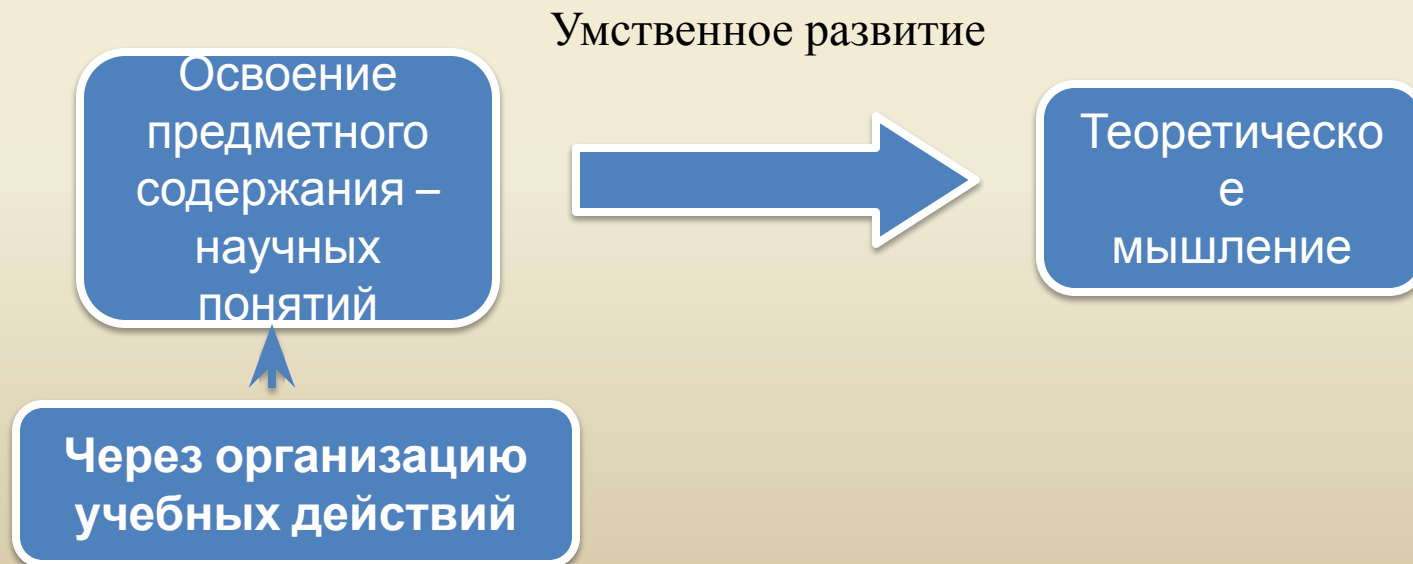 Умственное развитие
Освоение
предметного
содержания –
научных
понятий
Теоретическо
е
мышление
Через организацию
учебных действий